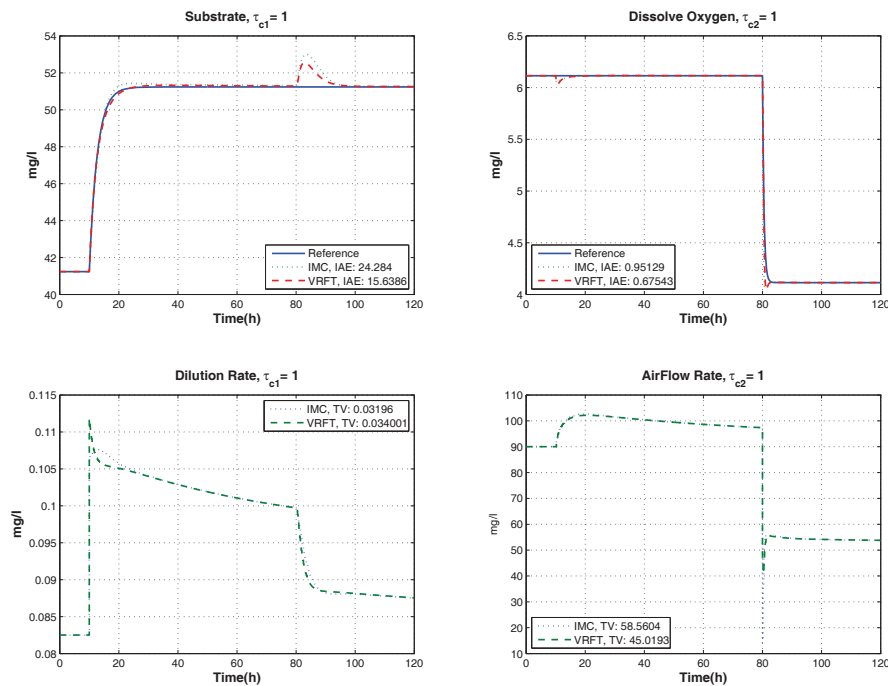 Substrate, τc1= 1
54
52
50
48
46
44
42
40
mg/l
0 20 40 60 80 100 120
Time(h)
Reference
IMC, IAE: 24.284
VRFT, IAE: 15.6386
Dissolve Oxygen, τc2= 1
6.5
6
5.5
5
4.5
4
mg/l
0 20 40 60 80 100 120
Time(h)
Reference
IMC, IAE: 0.95129
VRFT, IAE: 0.67543
Dilution Rate, τc1= 1
0.115
0.11
0.105
0.1
0.095
0.09
0.085
0.08
mg/l
0 20 40 60 80 100 120
Time(h)
IMC, TV: 0.03196
VRFT, TV: 0.034001
AirFlow Rate, τc2= 1
110
100
90
80
70
60
50
40
30
20
10
mg/l
0 20 40 60 80 100 120
Time(h)
IMC, TV: 58.5604
VRFT, TV: 45.0193